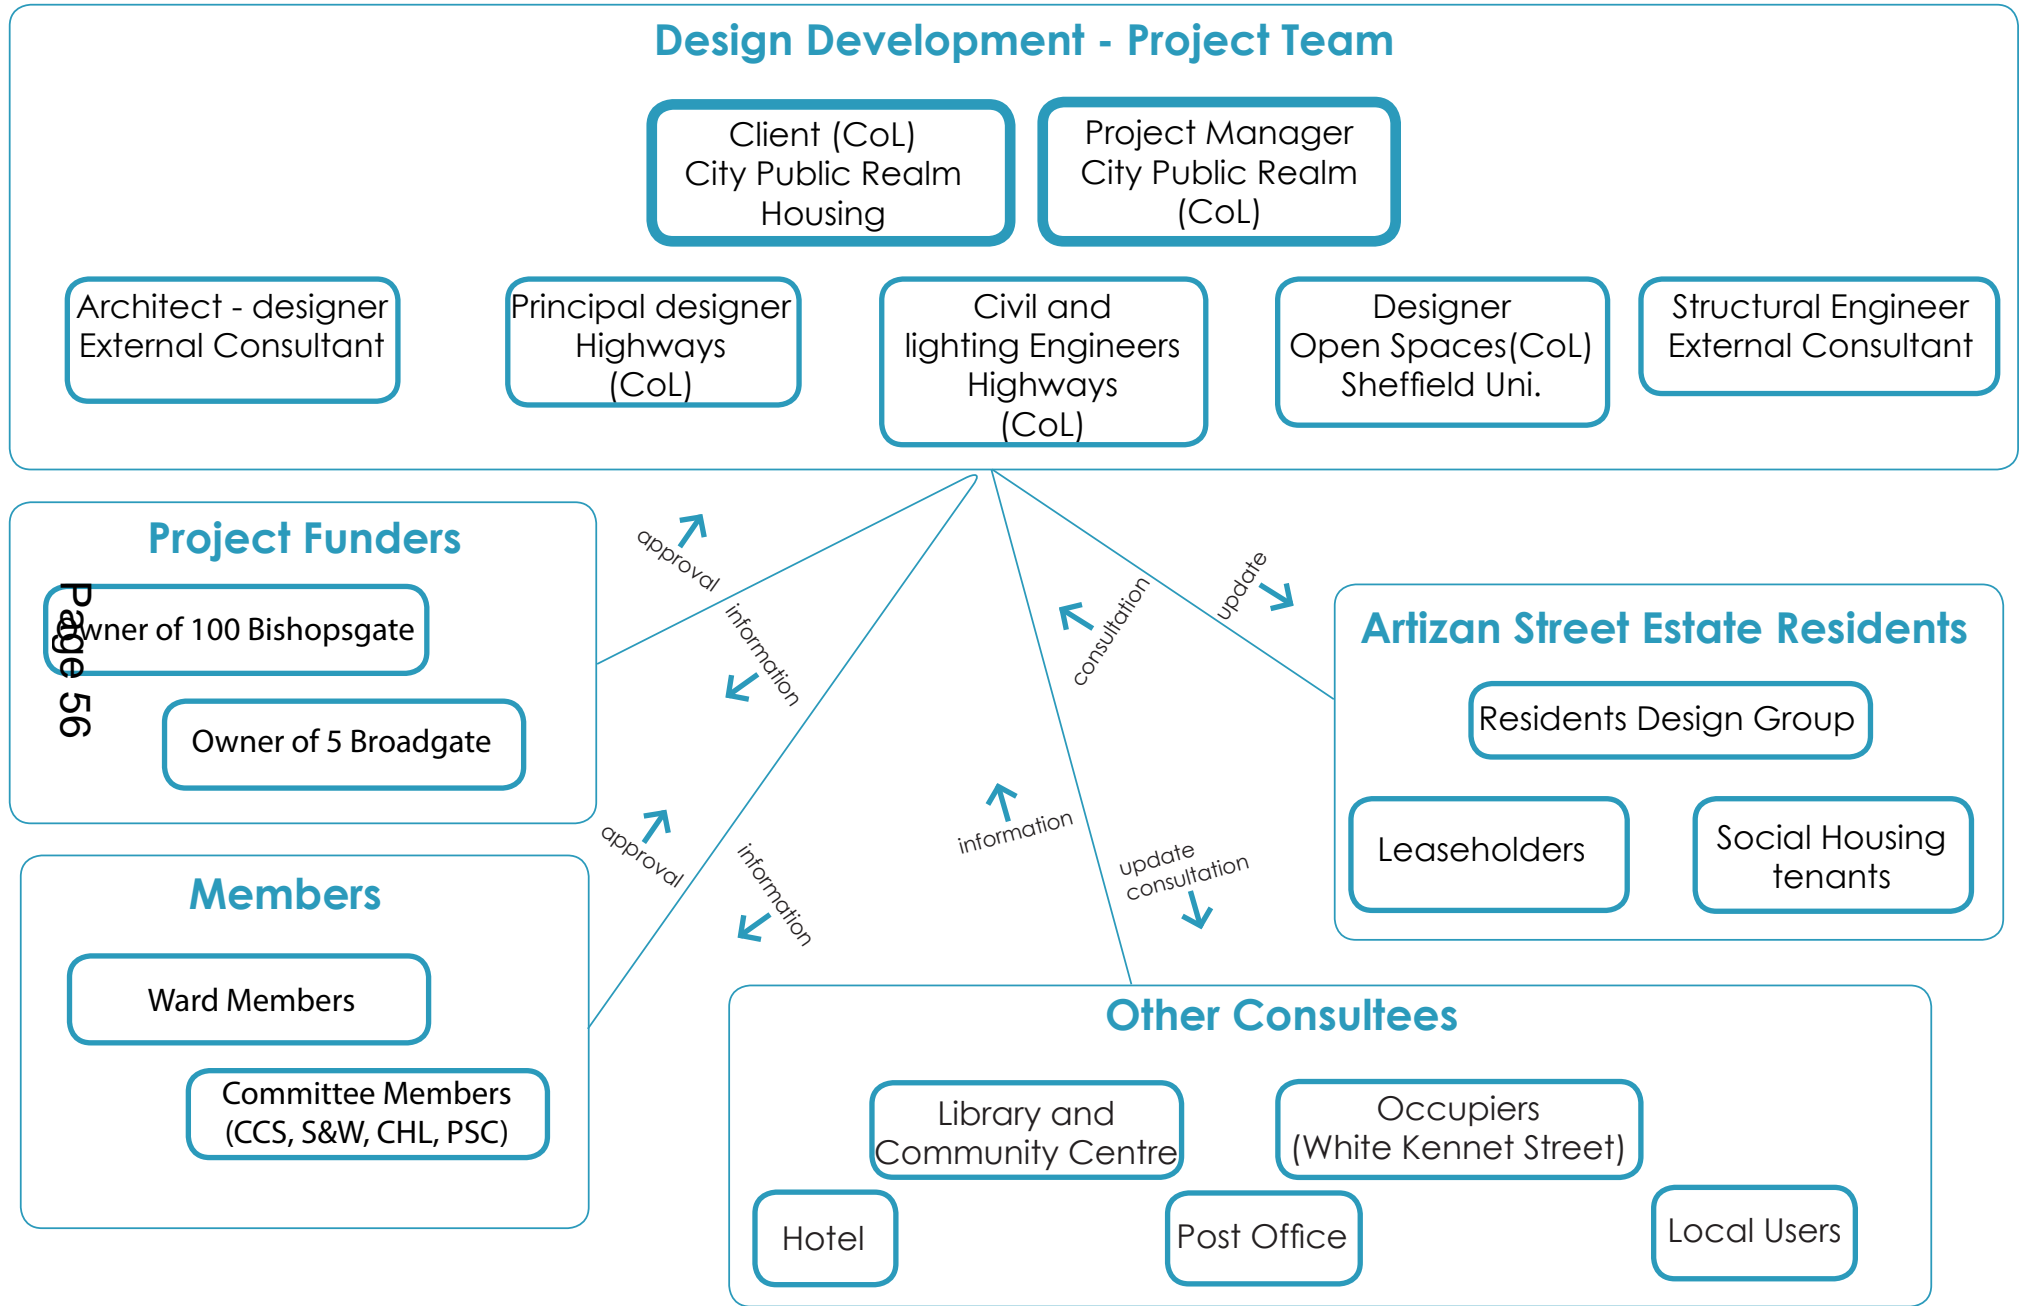 Design Development - Project Team
Client (CoL)
City Public Realm
Housing
Project Manager
City Public Realm
(CoL)
Architect - designer
External Consultant
Principal designer
Highways
(CoL)
Civil and
lighting Engineers
Highways
(CoL)
Designer
Open Spaces(CoL)
Sheffield Uni.
Structural Engineer
External Consultant
Project Funders
Owner of 100 Bishopsgate
Owner of 5 Broadgate
Page 56
approval
information
consultation
update
Artizan Street Estate Residents
Residents Design Group
Leaseholders
Social Housing
tenants
approval
information
information
update
consultation
Members
Ward Members
Committee Members
(CCS, S&W, CHL, PSC)
Other Consultees
Library and
Community Centre
Occupiers
(White Kennet Street)
Hotel
Post Office
Local Users